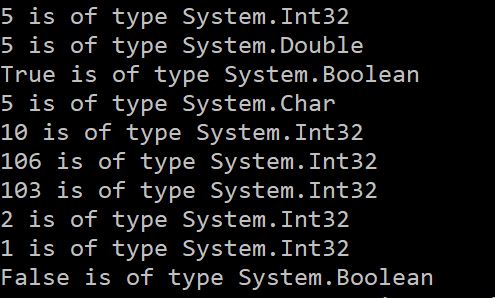 5 is of type System.Int32
5 is of type System.Double
True is of type System.Boolean
5 is of type System.Char
10 is of type System.Int32
106 is of type System.Int32
103 is of type System.Int32
2 is of type System.Int32
1 is of type System.Int32
False is of type System.Boolean